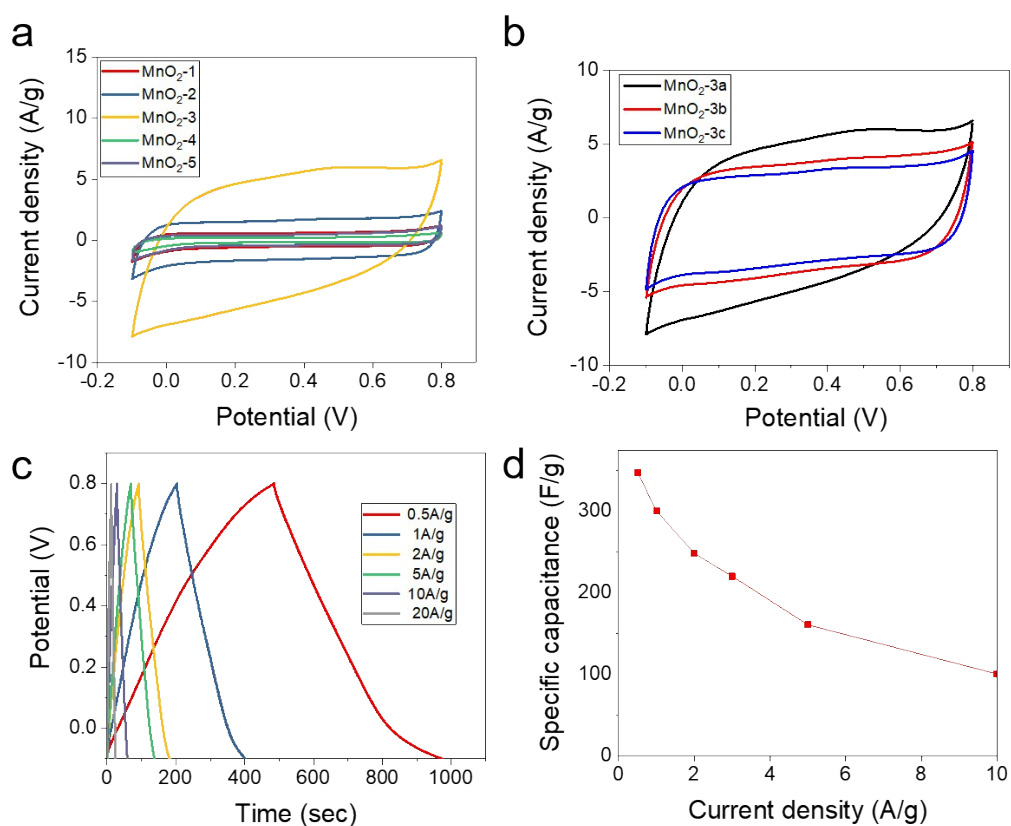 a
15
10
5
0
-5
-10
-0.2
0.0
0.2
0.4
0.6
0.8
Current density (A/g)
Potential (V)
MnO₂-1
MnO₂-2
MnO₂-3
MnO₂-4
MnO₂-5
b
10
5
0
-5
-10
-0.2
0.0
0.2
0.4
0.6
0.8
Current density (A/g)
Potential (V)
MnO₂-3a
MnO₂-3b
MnO₂-3c
c
0.8
0.4
0.0
0
200
400
600
800
1000
Potential (V)
Time (sec)
0.5A/g
1A/g
2A/g
5A/g
10A/g
20A/g
d
300
200
100
0
0
2
4
6
8
10
Specific capacitance (F/g)
Current density (A/g)